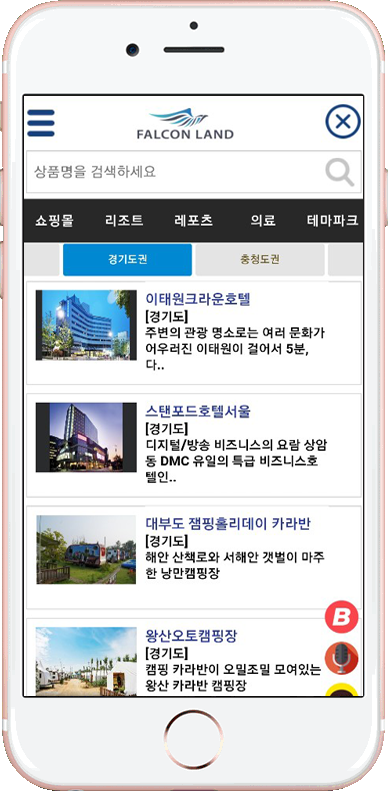 FALCON LAND
상품명을 검색하세요
쇼핑몰 리조트 레포츠 의료 테마파크
경기도권 충청도권
이태원크라운호텔
[경기도]
주변의 관광 명소로는 여러 문화가
어우러진 이태원이 걸어서 5분,
다..
스탠포드호텔서울
[경기도]
디지털/방송 비즈니스의 요람 상암
동 DMC 유일의 특급 비즈니스호
텔인..
대부도 잼핑홀리데이 카라반
[경기도]
해안 산책로와 서해안 갯벌이 마주
한 낭만캠핑장
왕산오토캠핑장
[경기도]
캠핑 카라반이 오밀조밀 모여있는
왕산 카라반 캠핑장
B